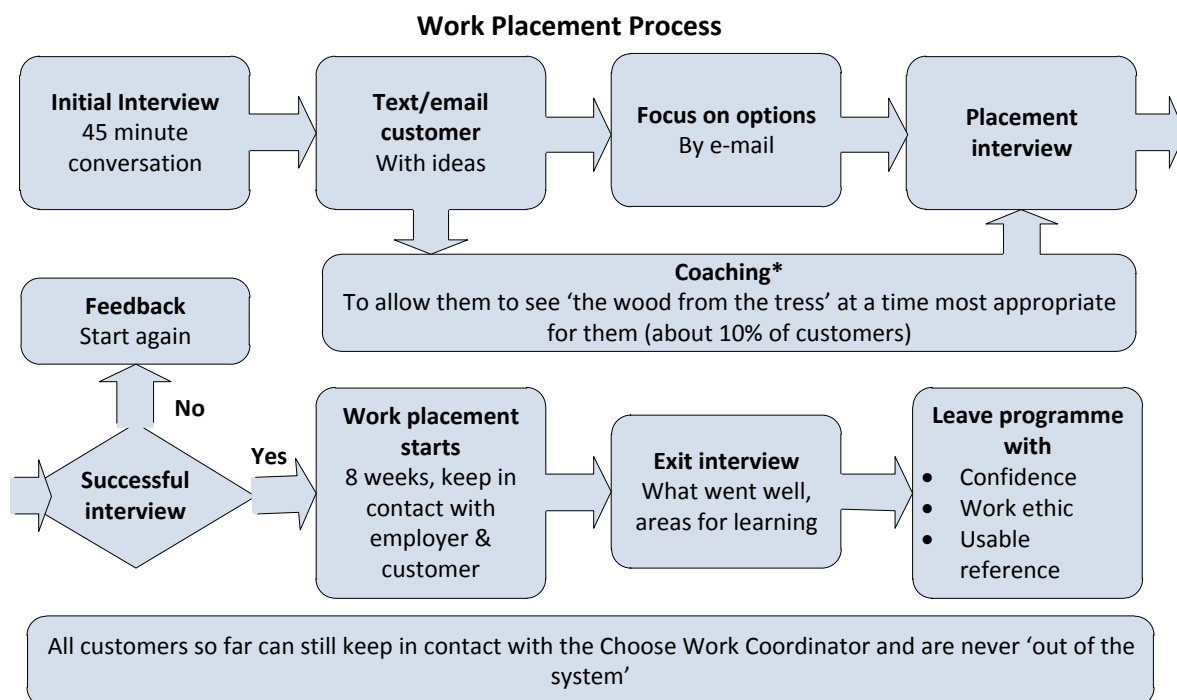 Work Placement Process
Initial Interview
45 minute
conversation
Text/email
customer
With ideas
Focus on options
By e-mail
Placement
interview
Coaching*
To allow them to see ‘the wood from the tress’ at a time most appropriate
for them (about 10% of customers)
Feedback
Start again
No
Successful
interview
Yes
Work placement
starts
8 weeks, keep in
contact with
employer &
customer
Exit interview
What went well,
areas for learning
Leave programme
with
• Confidence
• Work ethic
• Usable
reference
All customers so far can still keep in contact with the Choose Work Coordinator and are never ‘out of the
system’